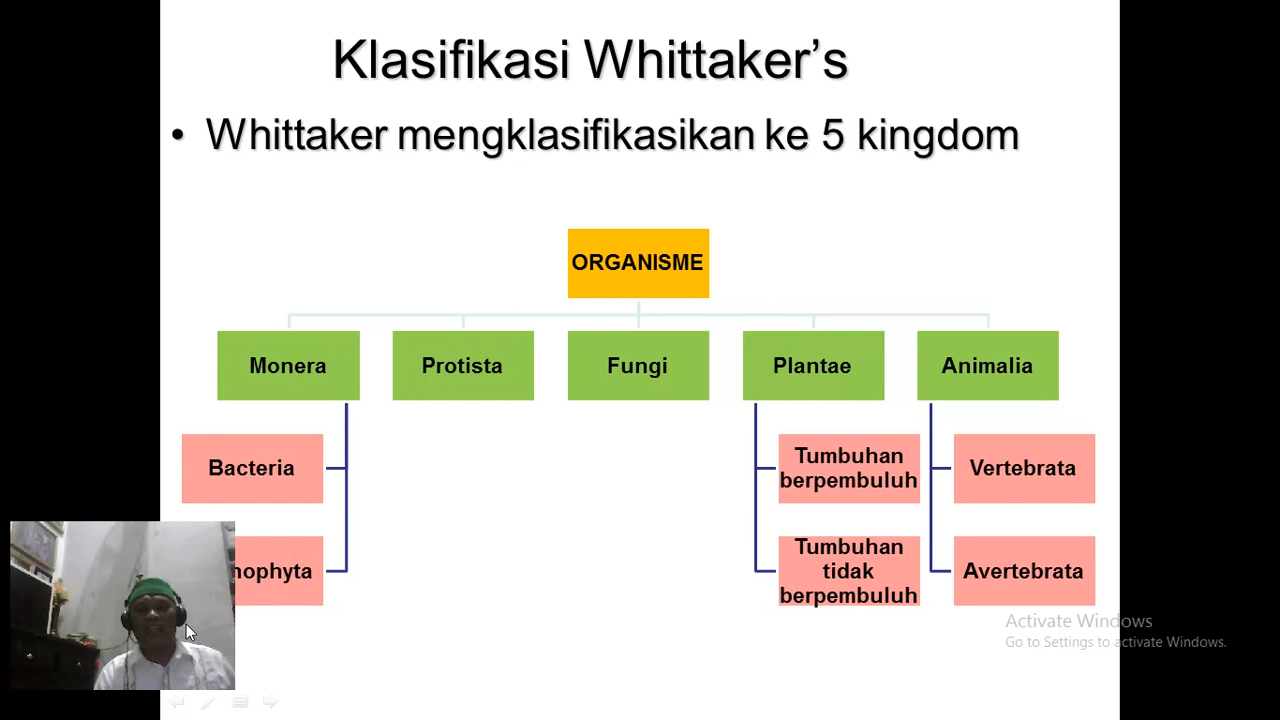 Klasifikasi Whittaker’s
• Whittaker mengklasifikasikan ke 5 kingdom
ORGANISME
Monera
Protista
Fungi
Plantae
Animalia
Bacteria
Tumbuhan
berpembuluh
Vertebrata
Tumbuhan
tidak
berpembuluh
Avertebrata
Activate Windows
Go to Settings to activate Windows.